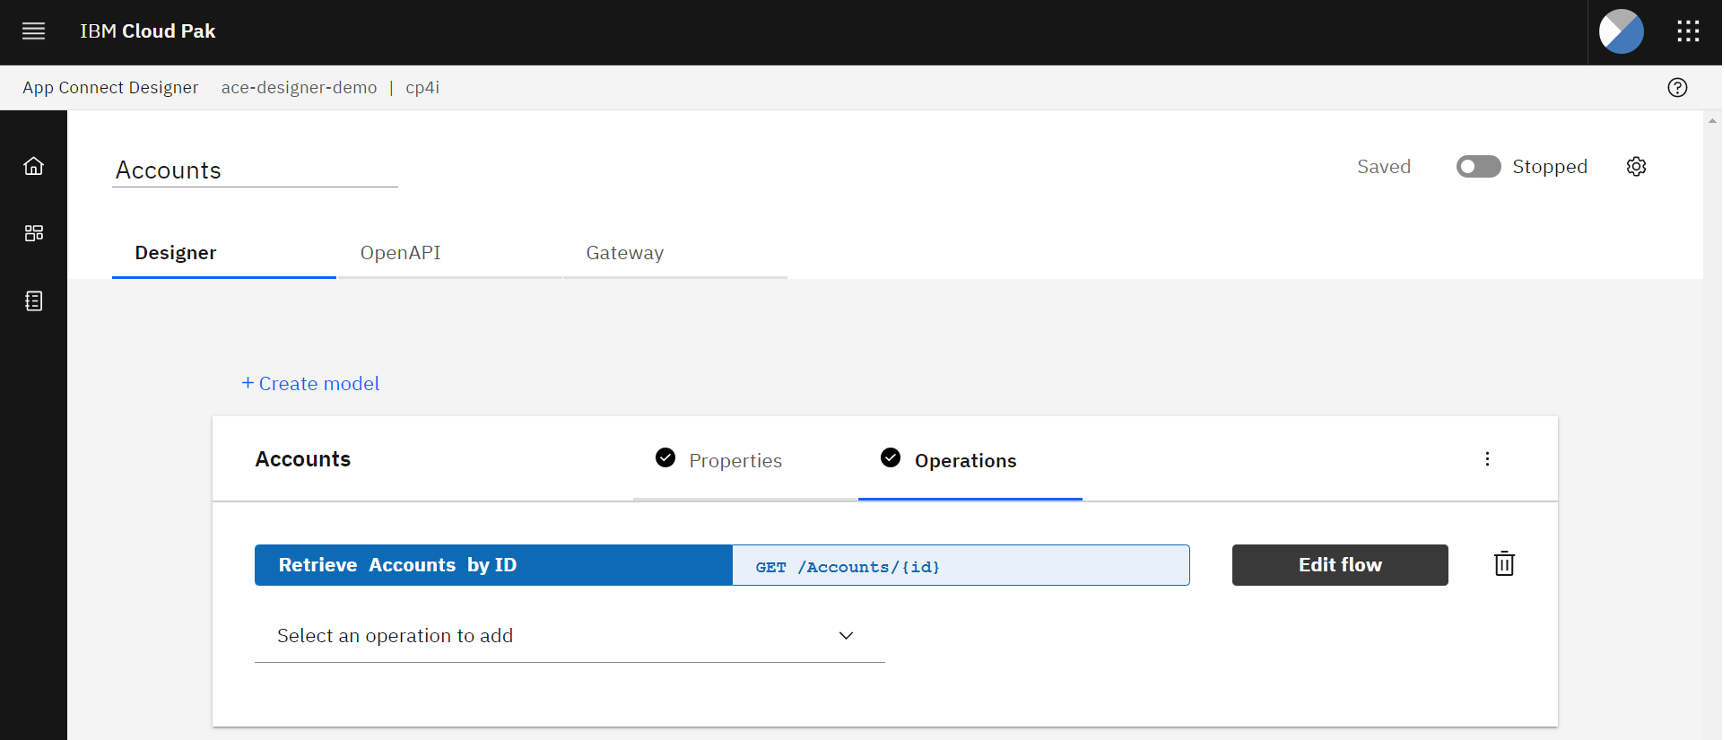 IBM Cloud Pak
App Connect Designer ace-designer-demo | cp4i
Accounts
Saved Stopped
Designer OpenAPI Gateway
+ Create model
Accounts Properties Operations
Retrieve Accounts by ID GET /Accounts/{id} Edit flow
Select an operation to add